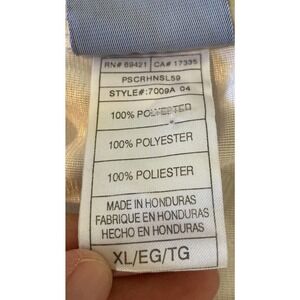 RN# 69421 CA# 17335
PSCRHNSL59
STYLE#:7009A 04
100% POLYESTER
100% POLYESTER
100% POLIESTER
MADE IN HONDURAS
FABRIQUE EN HONDURAS
HECHO EN HONDURAS
XL/EG/TG